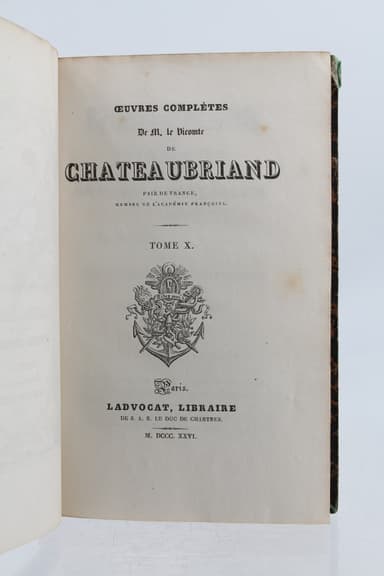 ŒUVRES COMPLÈTES
De M. le Vicomte
DE
CHATEAUBRIAND
PAIR DE FRANCE,
MEMBRE DE L'ACADÉMIE FRANÇOISE.
TOME X.
Paris.
LADVOCAT, LIBRAIRE
DE S. A. R. LE DUC DE CHARTRES.
M. DCCC. XXVI.